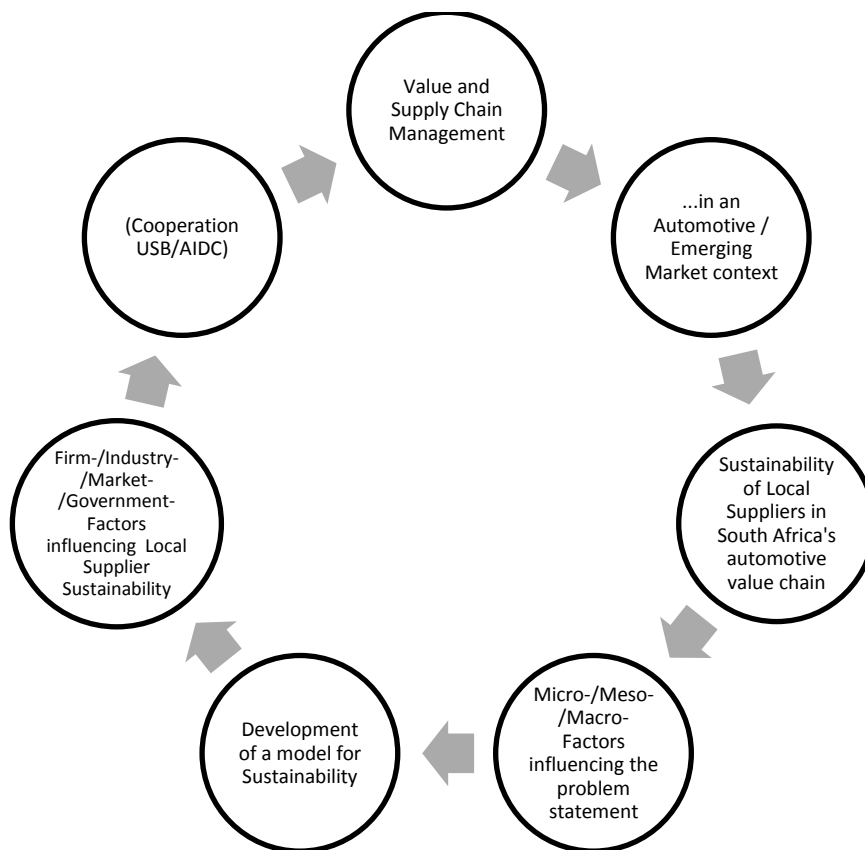 Value and
Supply Chain
Management
...in an
Automotive /
Emerging
Market context
Sustainability
of Local
Suppliers in
South Africa's
automotive
value chain
Micro-/Meso-
/Macro-
Factors
influencing the
problem
statement
Development
of a model for
Sustainability
Firm-/Industry-
/Market-
/Government-
Factors
influencing Local
Supplier
Sustainability
(Cooperation
USB/AIDC)